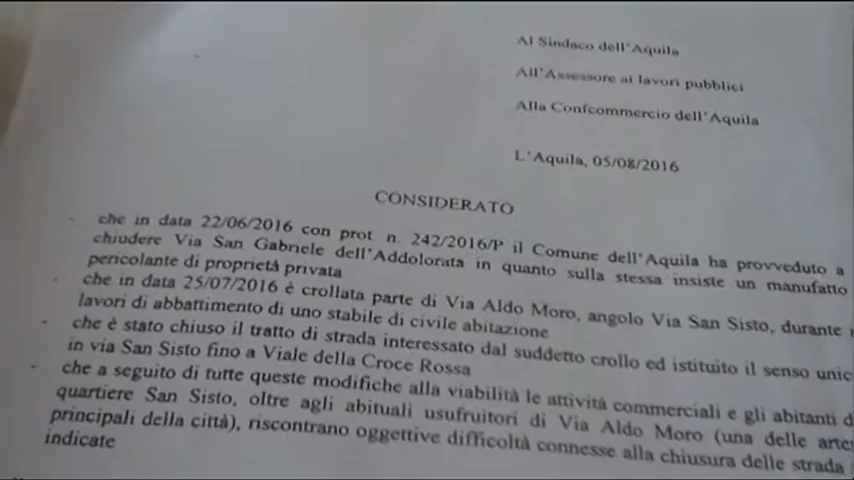 Al Sindaco dell'Aquila
All'Assessore ai lavori pubblici
Alla Confcommercio dell'Aquila
L'Aquila, 05/08/2016
CONSIDERATO
- che in data 22/06/2016 con prot n. 242/2016/P il Comune dell'Aquila ha provveduto a
chiudere Via San Gabriele dell'Addolorata in quanto sulla stessa insiste un manufatto
pericolante di proprietà privata
- che in data 25/07/2016 è crollata parte di Via Aldo Moro, angolo Via San Sisto, durante
lavori di abbattimento di uno stabile di civile abitazione
- che è stato chiuso il tratto di strada interessato dal suddetto crollo ed istituito il senso
in via San Sisto fino a Viale della Croce Rossa
- che a seguito di tutte queste modifiche alla viabilità le attività commerciali e gli abitanti
quartiere San Sisto, oltre agli abituali usufruitori di Via Aldo Moro (una delle
principali della città), riscontrano oggettive difficoltà connesse alla chiusura delle strada
indicate